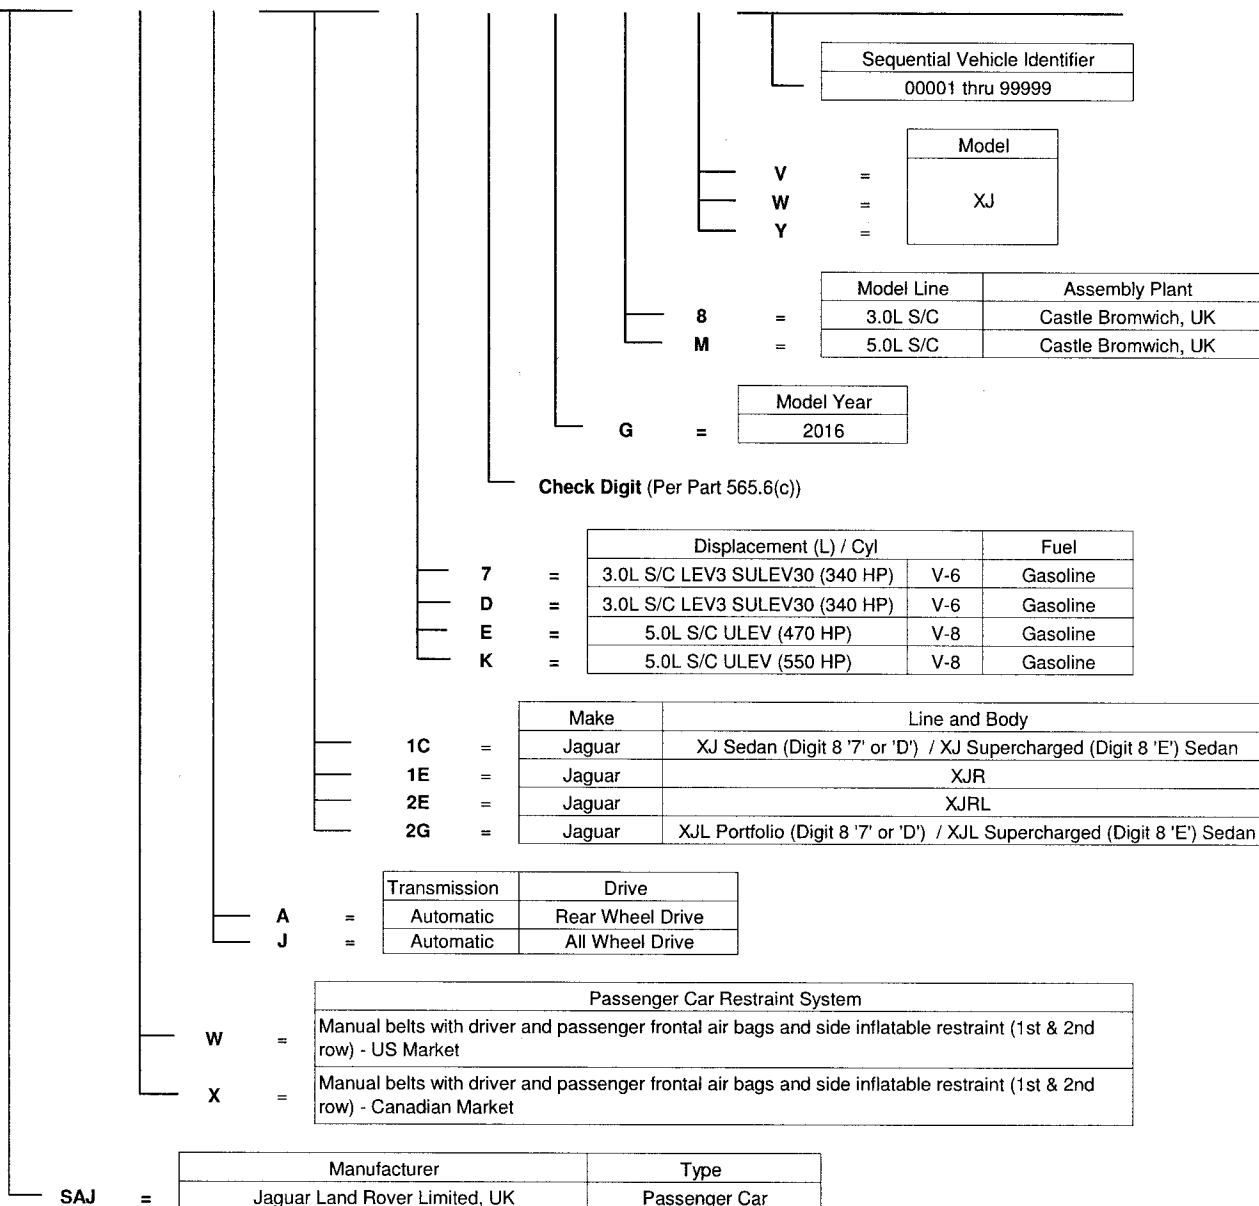 Sequential Vehicle Identifier
00001 thru 99999
Model
V =
W = XJ
Y =
Model Line Assembly Plant
8 = 3.0L S/C Castle Bromwich, UK
M = 5.0L S/C Castle Bromwich, UK
Model Year
G = 2016
Check Digit (Per Part 565.6(c))
Displacement (L) / Cyl Fuel
7 = 3.0L S/C LEV3 SULEV30 (340 HP) V-6 Gasoline
D = 3.0L S/C LEV3 SULEV30 (340 HP) V-6 Gasoline
E = 5.0L S/C ULEV (470 HP) V-8 Gasoline
K = 5.0L S/C ULEV (550 HP) V-8 Gasoline
Make Line and Body
1C = Jaguar XJ Sedan (Digit 8 '7' or 'D') / XJ Supercharged (Digit 8 'E') Sedan
1E = Jaguar XJR
2E = Jaguar XJRL
2G = Jaguar XJL Portfolio (Digit 8 '7' or 'D') / XJL Supercharged (Digit 8 'E') Sedan
Transmission Drive
A = Automatic Rear Wheel Drive
J = Automatic All Wheel Drive
Passenger Car Restraint System
W = Manual belts with driver and passenger frontal air bags and side inflatable restraint (1st & 2nd
row) - US Market
X = Manual belts with driver and passenger frontal air bags and side inflatable restraint (1st & 2nd
row) - Canadian Market
Manufacturer Type
SAJ = Jaguar Land Rover Limited, UK Passenger Car